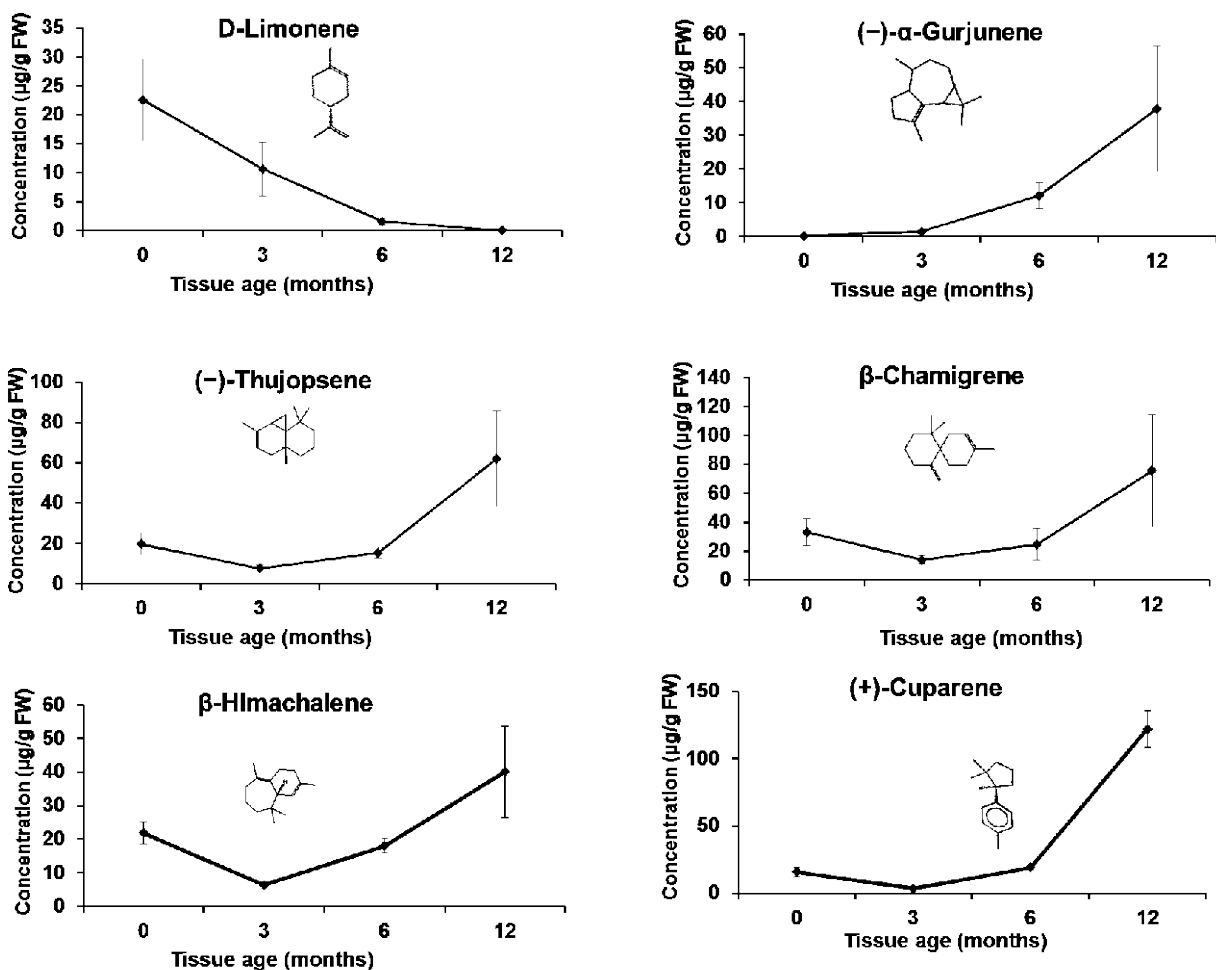 D-Limonene
Concentration (µg/g FW)
35
30
25
20
15
10
5
0
0 3 6 12
Tissue age (months)
(−)-α-Gurjunene
Concentration (µg/g FW)
60
50
40
30
20
10
0
0 3 6 12
Tissue age (months)
(−)-Thujopsene
Concentration (µg/g FW)
100
80
60
40
20
0
0 3 6 12
Tissue age (months)
β-Chamigrene
Concentration (µg/g FW)
140
120
100
80
60
40
20
0
0 3 6 12
Tissue age (months)
β-HImachalene
Concentration (µg/g FW)
60
50
40
30
20
10
0
0 3 6 12
Tissue age (months)
(+)-Cuparene
Concentration (µg/g FW)
150
100
50
0
0 3 6 12
Tissue age (months)